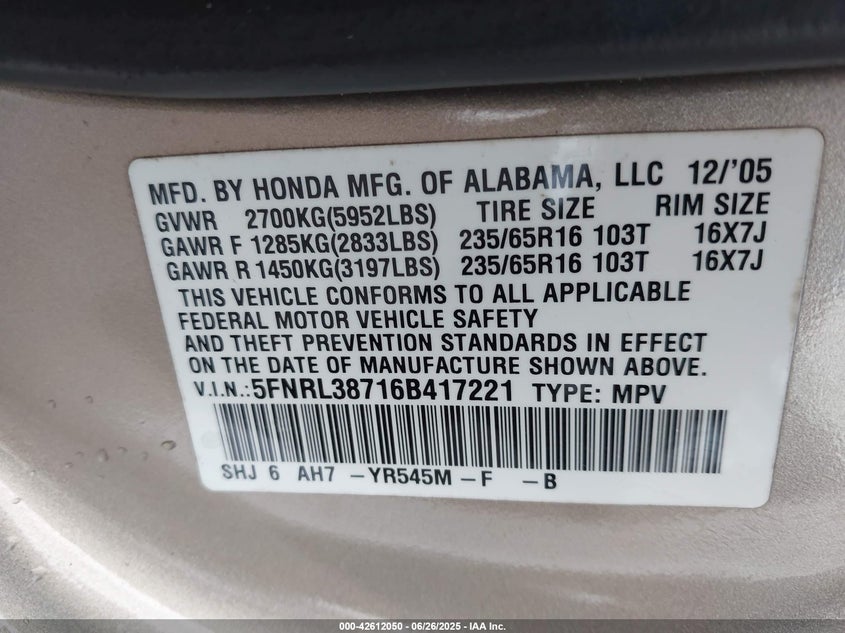 MFD. BY HONDA MFG. OF ALABAMA, LLC 12/'05
GVWR 2700KG(5952LBS) TIRE SIZE RIM SIZE
GAWR F 1285KG(2833LBS) 235/65R16 103T 16X7J
GAWR R 1450KG(3197LBS) 235/65R16 103T 16X7J
THIS VEHICLE CONFORMS TO ALL APPLICABLE
FEDERAL MOTOR VEHICLE SAFETY
AND THEFT PREVENTION STANDARDS IN EFFECT
ON THE DATE OF MANUFACTURE SHOWN ABOVE.
V.I.N.:5FNRL38716B417221 TYPE: MPV
SHJ 6 AH7 -YR545M -F -B
000-42612050 - 06/26/2025 - IAA Inc.